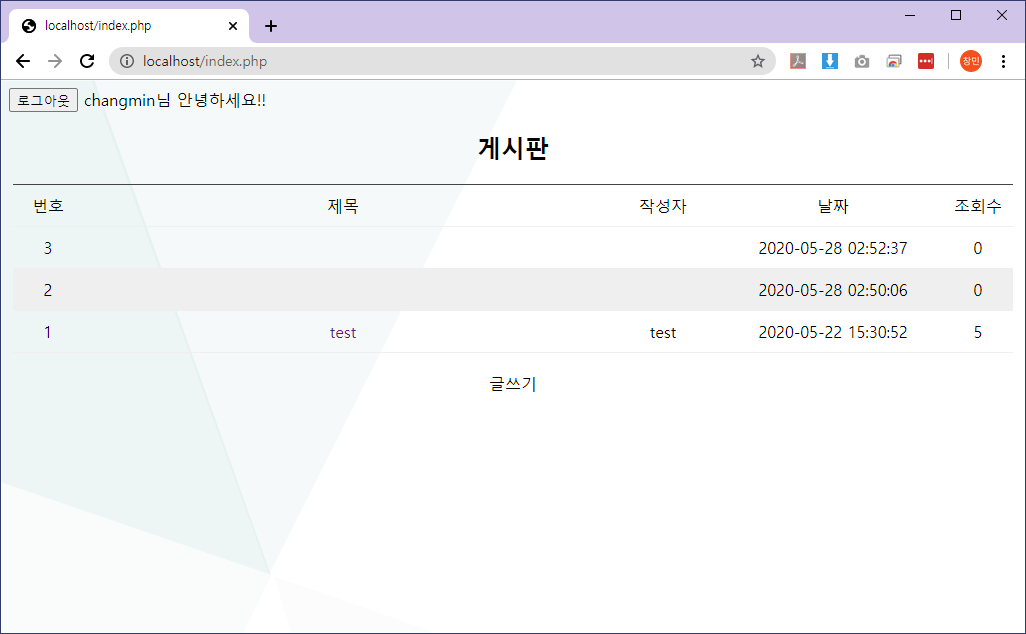 localhost/index.php
localhost/index.php
창민
로그아웃 changmin님 안녕하세요!!
게시판
번호 제목 작성자 날짜 조회수
3 2020-05-28 02:52:37 0
2 2020-05-28 02:50:06 0
1 test test 2020-05-22 15:30:52 5
글쓰기